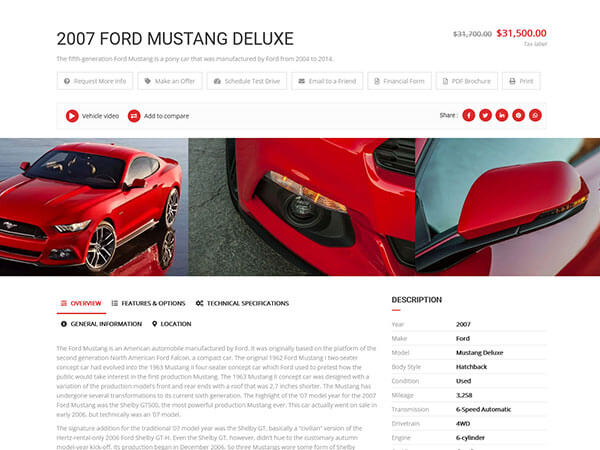 2007 FORD MUSTANG DELUXE
$31,700.00 $31,500.00
Tax label
The fifth-generation Ford Mustang is a pony car that was manufactured by Ford from 2004 to 2014.
Request More Info
Make an Offer
Schedule Test Drive
Email to a Friend
Financial Form
PDF Brochure
Print
Vehicle video
Add to compare
Share :
OVERVIEW
FEATURES & OPTIONS
TECHNICAL SPECIFICATIONS
GENERAL INFORMATION
LOCATION
The Ford Mustang is an American automobile manufactured by Ford. It was originally based on the platform of the
second generation North American Ford Falcon, a compact car. The original 1962 Ford Mustang I two-seater
concept car had evolved into the 1963 Mustang II four-seater concept car which Ford used to pretest how the
public would take interest in the first production Mustang. The 1963 Mustang II concept car was designed with a
variation of the production model's front and rear ends with a roof that was 2.7 inches shorter. The Mustang has
undergone several transformations to its current sixth generation. The highlight of the '07 model year for the 2007
Ford Mustang was the Shelby GT500, the most powerful production Mustang ever. This car actually went on sale in
early 2006, but technically was an '07 model.
The signature addition for the traditional '07 model year was the Shelby GT, basically a "civilian" version of the
Hertz-rental-only 2006 Ford Shelby GT-H. Even the Shelby GT, however, didn't hue to the customary autumn
model-year kick-off. Its production began in December 2006. So three Mustangs wore some form of Shelby
DESCRIPTION
Year 2007
Make Ford
Model Mustang Deluxe
Body Style Hatchback
Condition Used
Mileage 3,258
Transmission 6-Speed Automatic
Drivetrain 4WD
Engine 6-cylinder